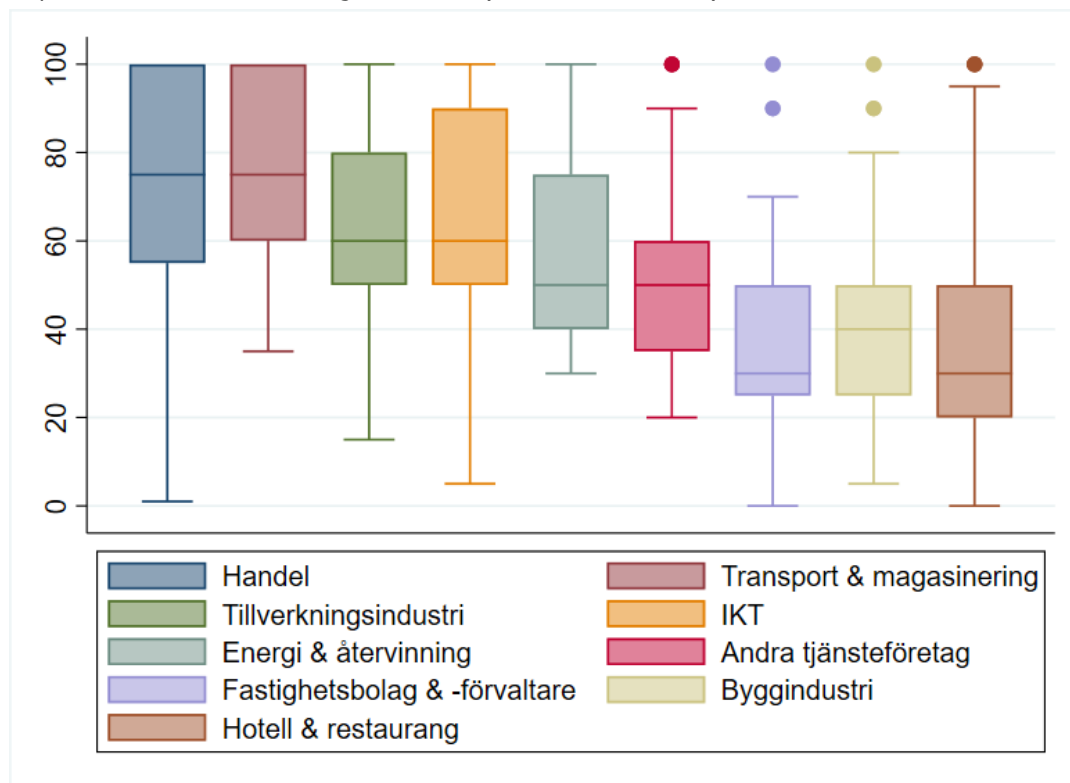 100
80
60
40
20
0
Handel
Transport & magasinering
Tillverkningsindustri
IKT
Energi & återvinning
Andra tjänsteföretag
Fastighetsbolag & -förvaltare
Byggindustri
Hotell & restaurang